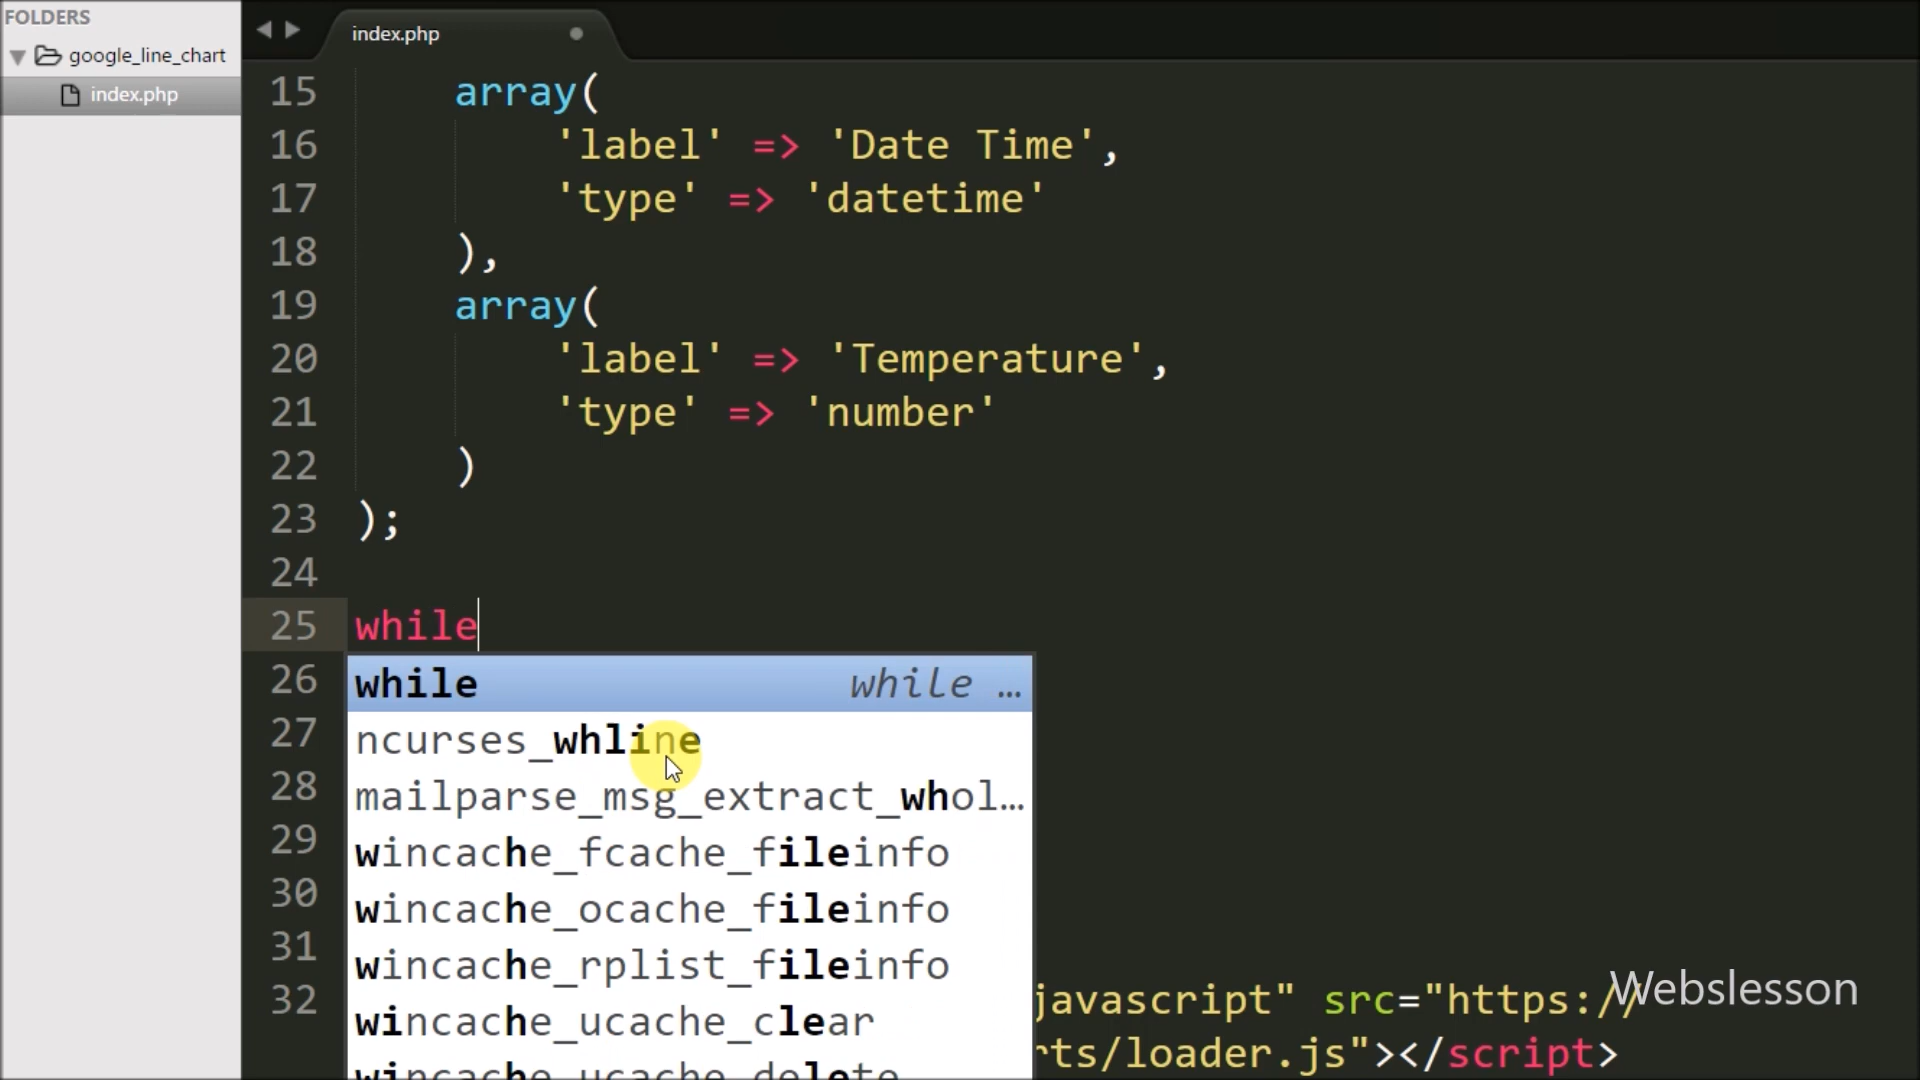 FOLDERS
google_line_chart
index.php
index.php
15 array(
16 'label' => 'Date Time',
17 'type' => 'datetime'
18 ),
19 array(
20 'label' => 'Temperature',
21 'type' => 'number'
22 )
23 );
24
25 while
26
27
28
29
30
31
32
while while …
ncurses_whline
mailparse_msg_extract_whol…
wincache_fcache_fileinfo
wincache_ocache_fileinfo
wincache_rplist_fileinfo
wincache_ucache_clear
wincache_ucache_delete
javascript" src="https://
rts/loader.js"></script>
Webslesson